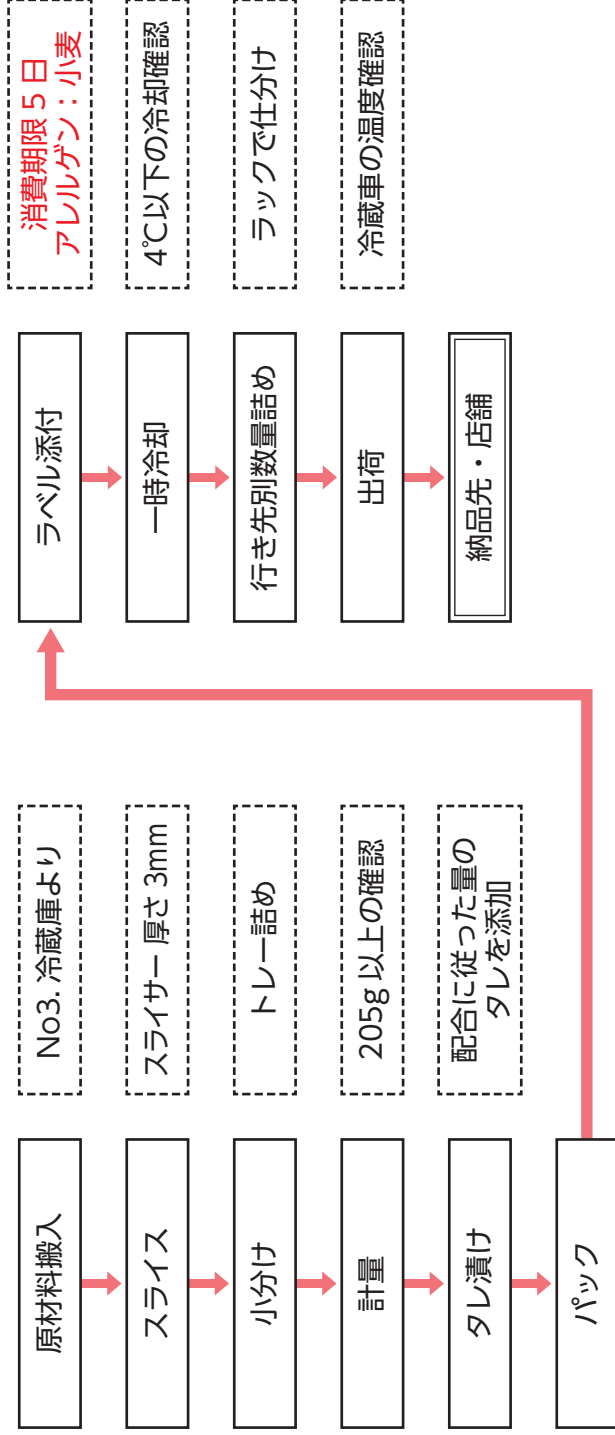 原材料搬入
No3. 冷蔵庫より
スライス
スライサー 厚さ 3mm
小分け
トレー詰め
計量
205g 以上の確認
タレ漬け
配合に従った量の
タレを添加
パック
ラベル添付
消費期限 5 日
アレルゲン：小麦
一時冷却
4℃以下の冷却確認
行き先別数量詰め
ラックで仕分け
出荷
冷蔵車の温度確認
納品先・店舗